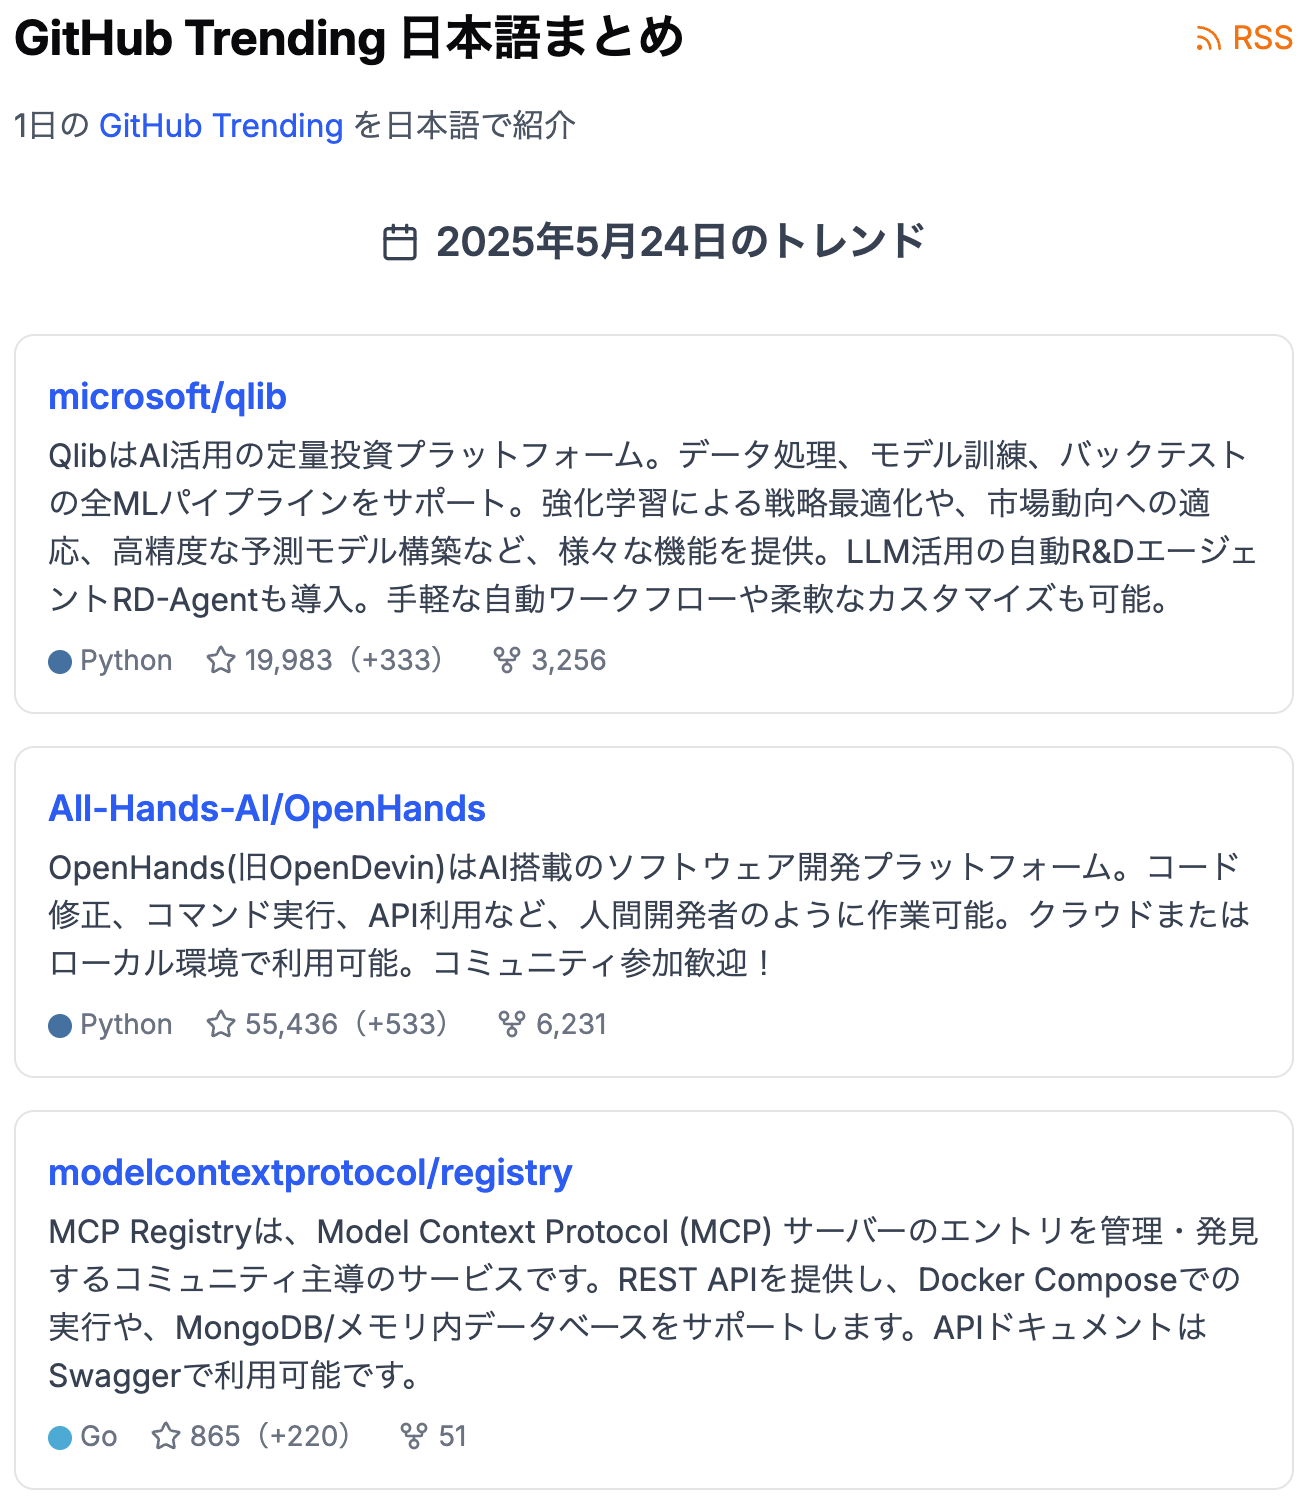 GitHub Trending 日本語まとめ
RSS
1日の GitHub Trending を日本語で紹介
2025年5月24日のトレンド
microsoft/qlib
QlibはAI活用の定量投資プラットフォーム。データ処理、モデル訓練、バックテスト
の全MLパイプラインをサポート。強化学習による戦略最適化や、市場動向への適
応、高精度な予測モデル構築など、様々な機能を提供。LLM活用の自動R&Dエージェ
ントRD-Agentも導入。手軽な自動ワークフローや柔軟なカスタマイズも可能。
Python 19,983（+333） 3,256
All-Hands-AI/OpenHands
OpenHands(旧OpenDevin)はAI搭載のソフトウェア開発プラットフォーム。コード
修正、コマンド実行、API利用など、人間開発者のように作業可能。クラウドまたは
ローカル環境で利用可能。コミュニティ参加歓迎！
Python 55,436（+533） 6,231
modelcontextprotocol/registry
MCP Registryは、Model Context Protocol (MCP) サーバーのエントリを管理・発見
するコミュニティ主導のサービスです。REST APIを提供し、Docker Composeでの
実行や、MongoDB/メモリ内データベースをサポートします。APIドキュメントは
Swaggerで利用可能です。
Go 865（+220） 51